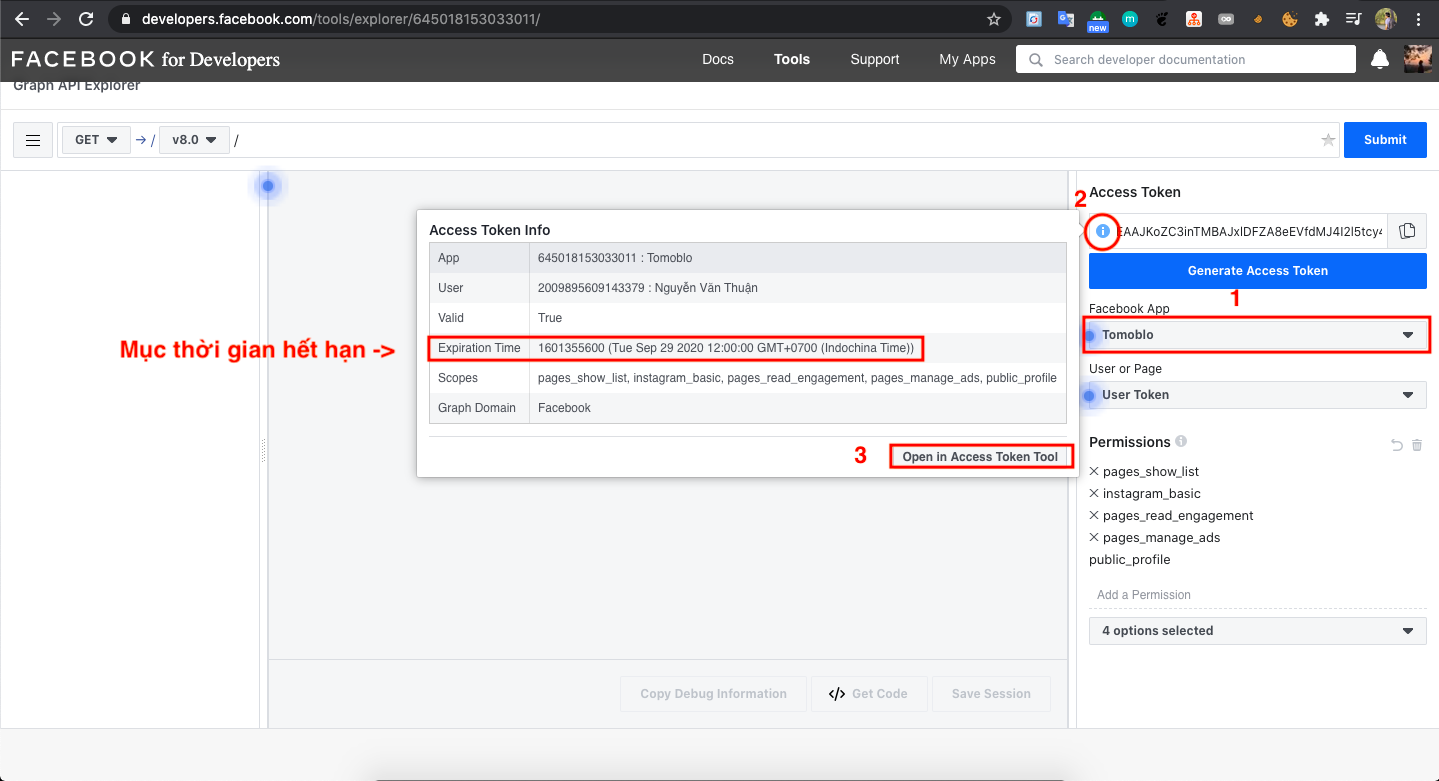 developers.facebook.com/tools/explorer/645018153033011/
new
FACEBOOK for Developers
Docs
Tools
Support
My Apps
Search developer documentation
Graph API Explorer
GET
/
v8.0
/
Submit
Access Token
2
Generate Access Token
1
Facebook App
Tomoblo
User or Page
User Token
Permissions
pages_show_list
instagram_basic
pages_read_engagement
pages_manage_ads
public_profile
Add a Permission
4 options selected
Access Token Info
App 645018153033011 : Tomoblo
User 2009895609143379 : Nguyễn Văn Thuận
Valid True
Mục thời gian hết hạn ->
Expiration Time 1601355600 (Tue Sep 29 2020 12:00:00 GMT+0700 (Indochina Time))
Scopes pages_show_list, instagram_basic, pages_read_engagement, pages_manage_ads, public_profile
Graph Domain Facebook
3
Open in Access Token Tool
Copy Debug Information
</> Get Code
Save Session